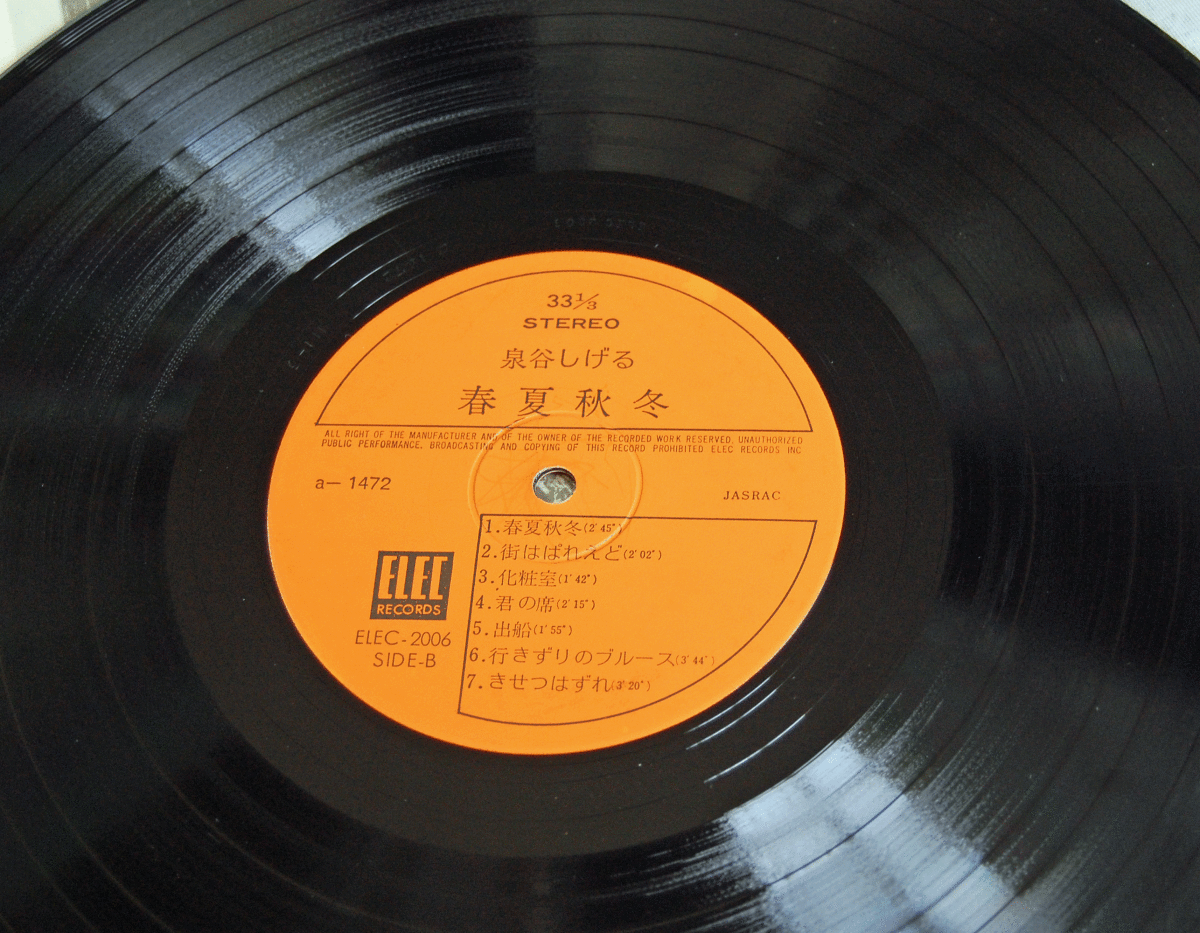 33⅓
STEREO
泉谷しげる
春夏秋冬
ALL RIGHT OF THE MANUFACTURER AND OF THE OWNER OF THE RECORDED WORK RESERVED. UNAUTHORIZED
PUBLIC PERFORMANCE. BROADCASTING AND COPYING OF THIS RECORD PROHIBITED ELEC RECORDS INC
a-1472
JASRAC
1.春夏秋冬(2'45")
2.街はぱれえど(2'02")
3.化粧室(1'42")
4.君の席(2'15")
5.出船(1'55")
6.行きずりのブルース(3'44")
7.きせつはずれ(3'20")
ELEC
RECORDS
ELEC-2006
SIDE-B